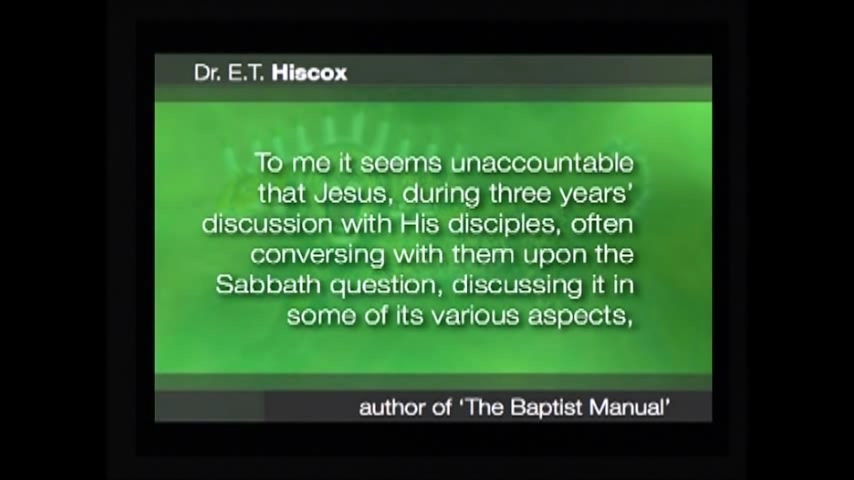 Dr. E.T. Hiscox
To me it seems unaccountable
that Jesus, during three years'
discussion with His disciples, often
conversing with them upon the
Sabbath question, discussing it in
some of its various aspects,
author of 'The Baptist Manual'